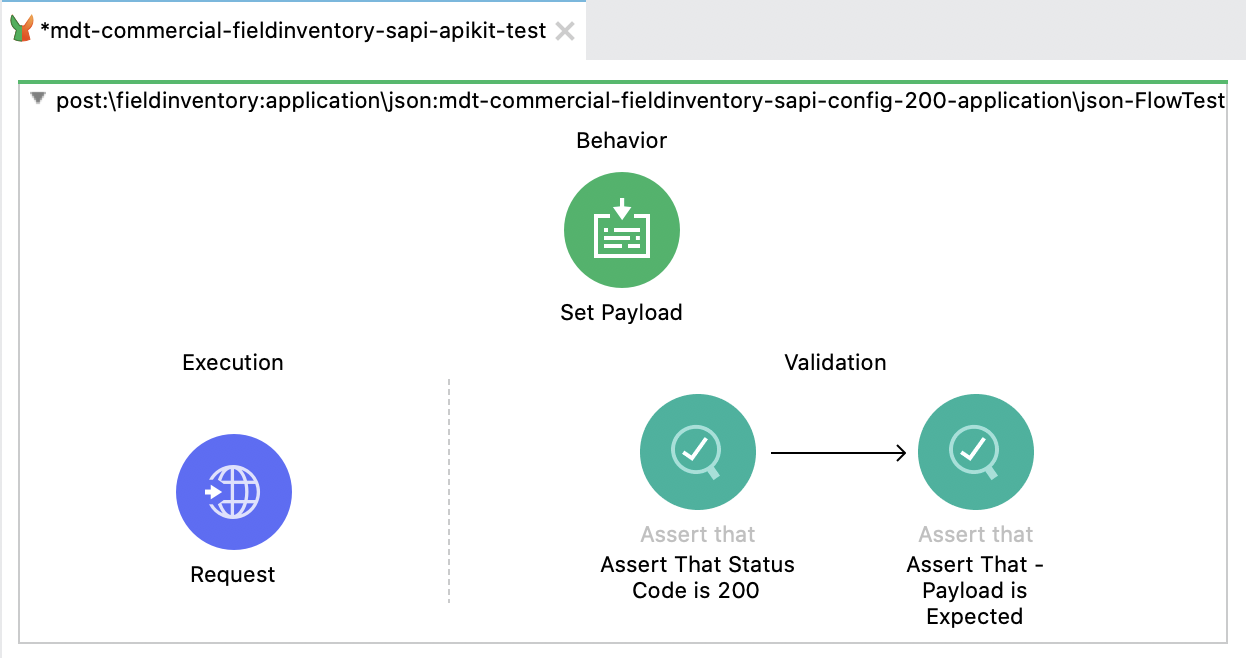 *mdt-commercial-fieldinventory-sapi-apikit-test
post:\fieldinventory:application\json:mdt-commercial-fieldinventory-sapi-config-200-application\json-FlowTest
Behavior
Set Payload
Execution
Validation
Request
Assert that
Assert That Status
Code is 200
Assert that
Assert That -
Payload is
Expected